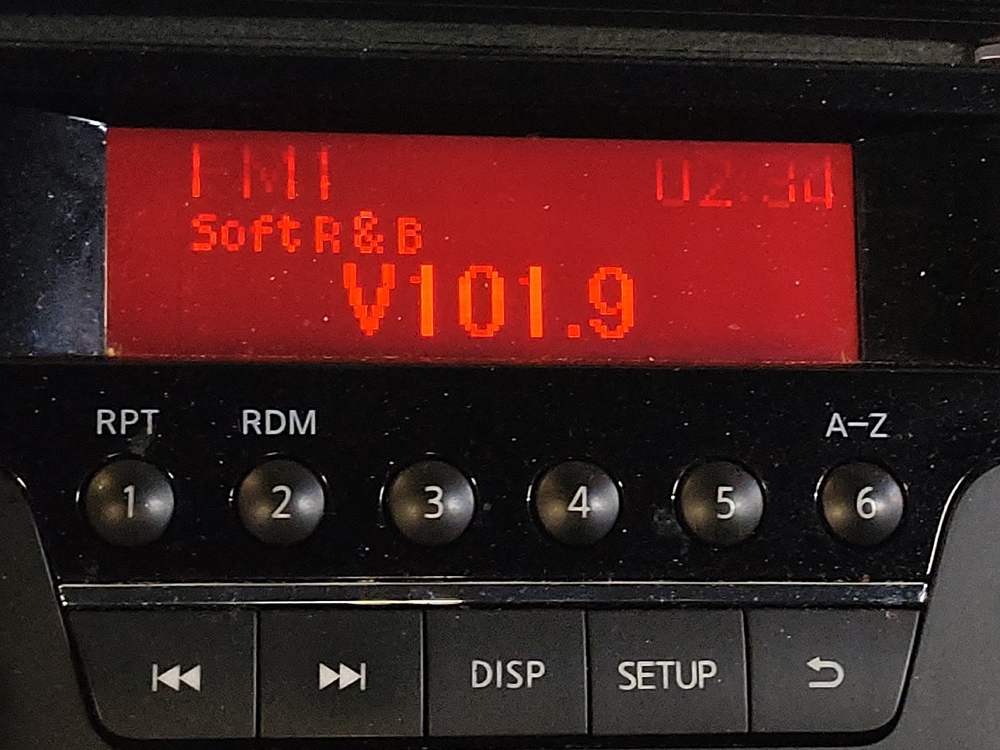 FM1 02:34
Soft R & B
V101.9
RPT RDM A-Z
1 2 3 4 5 6
DISP SETUP